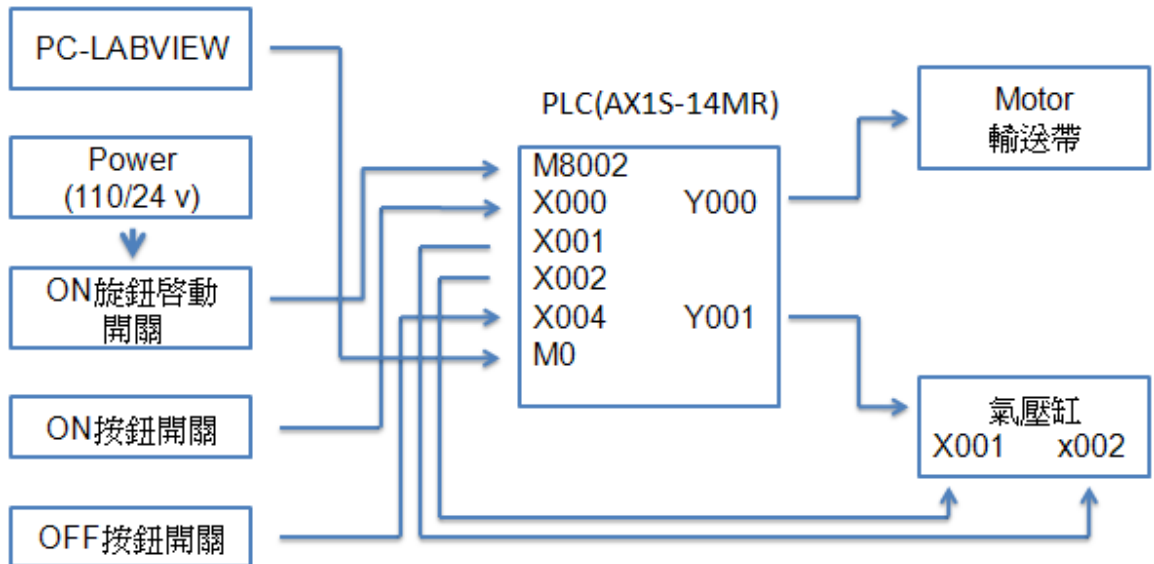 PC-LABVIEW
Power
(110/24 v)
ON旋鈕啓動
開關
ON按鈕開關
OFF按鈕開關
PLC(AX1S-14MR)
M8002
X000 Y000
X001
X002
X004 Y001
M0
Motor
輸送帶
氣壓缸
X001 x002